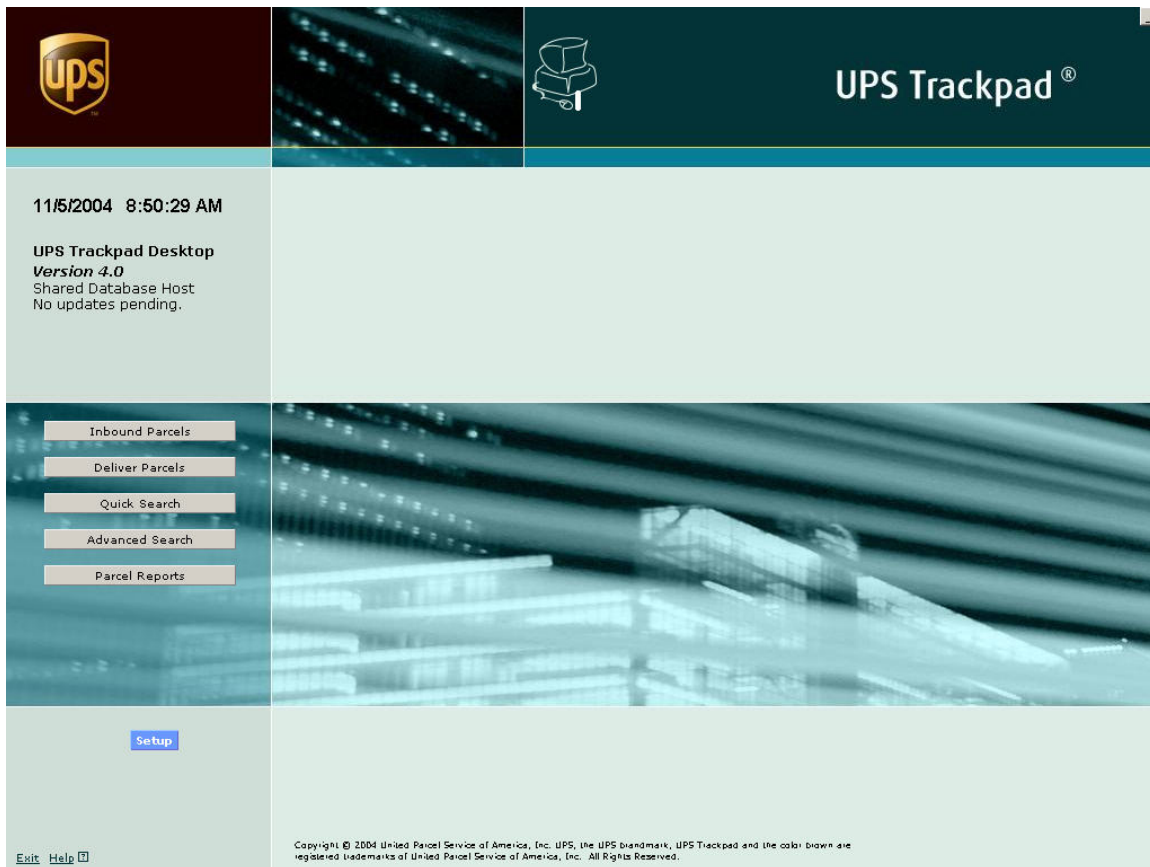 ups
TM
UPS Trackpad ®
11/5/2004 8:50:29 AM
UPS Trackpad Desktop
Version 4.0
Shared Database Host
No updates pending.
Inbound Parcels
Deliver Parcels
Quick Search
Advanced Search
Parcel Reports
Setup
Exit Help ?
Copyright © 2004 United Parcel Service of America, Inc. UPS, the UPS brandmark, UPS Trackpad and the color brown are
registered trademarks of United Parcel Service of America, Inc. All Rights Reserved.